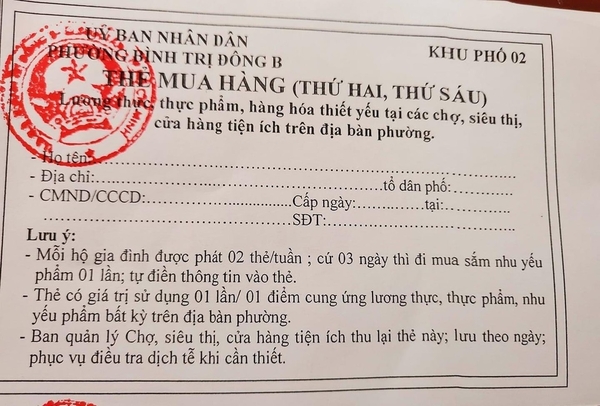 UỶ BAN NHÂN DÂN
PHƯỜNG BÌNH TRỊ ĐÔNG B
KHU PHỐ 02
THẺ MUA HÀNG (THỨ HAI, THỨ SÁU)
Lương thực, thực phẩm, hàng hóa thiết yếu tại các chợ, siêu thị,
cửa hàng tiện ích trên địa bàn phường.
- Họ tên:
- Địa chỉ: tổ dân phố:
- CMND/CCCD: Cấp ngày: tại:
SĐT:
Lưu ý:
- Mỗi hộ gia đình được phát 02 thẻ/tuần ; cứ 03 ngày thì đi mua sắm nhu yếu
phẩm 01 lần; tự điền thông tin vào thẻ.
- Thẻ có giá trị sử dụng 01 lần/ 01 điểm cung ứng lương thực, thực phẩm, nhu
yếu phẩm bất kỳ trên địa bàn phường.
- Ban quản lý Chợ, siêu thị, cửa hàng tiện ích thu lại thẻ này; lưu theo ngày;
phục vụ điều tra dịch tễ khi cần thiết.